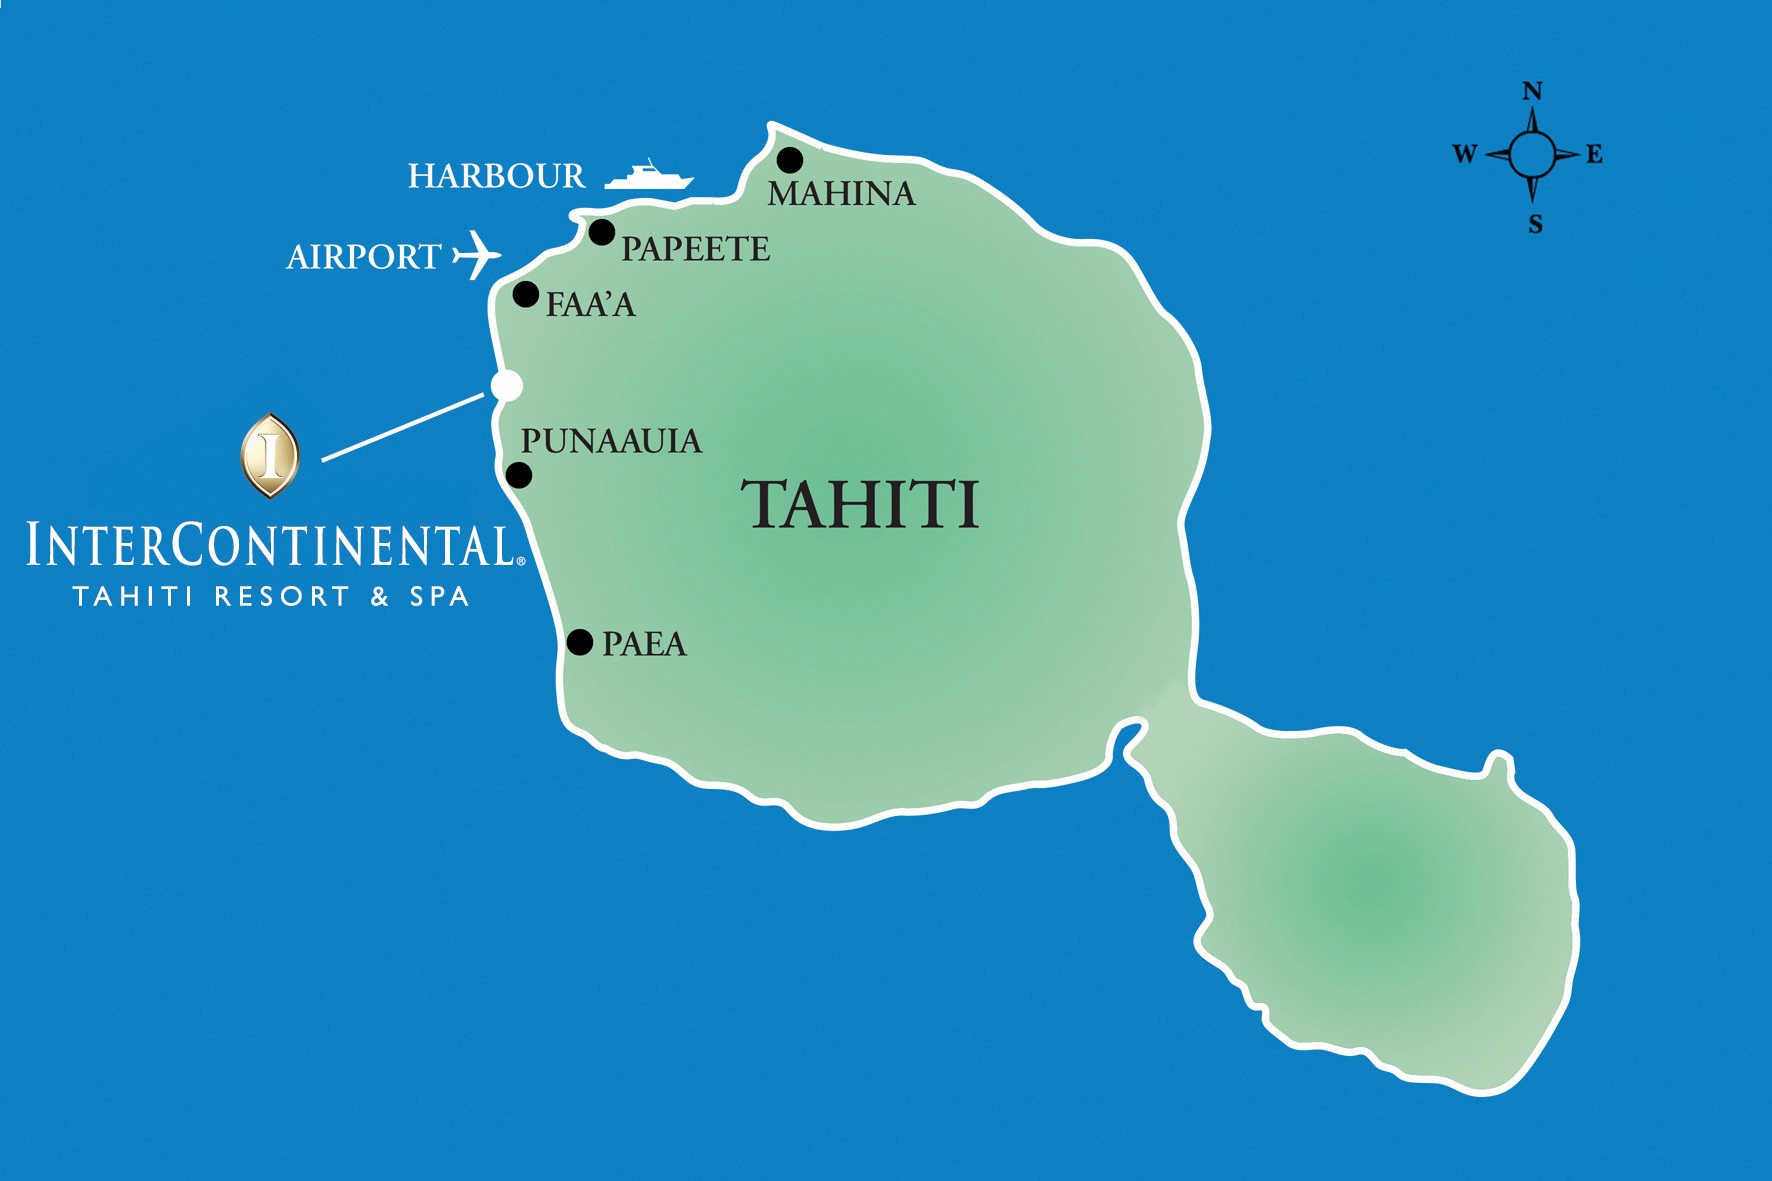 N
W E
S
HARBOUR
MAHINA
PAPEETE
AIRPORT
FAA’A
PUNAAUIA
TAHITI
I
INTERCONTINENTAL®
TAHITI RESORT & SPA
PAEA